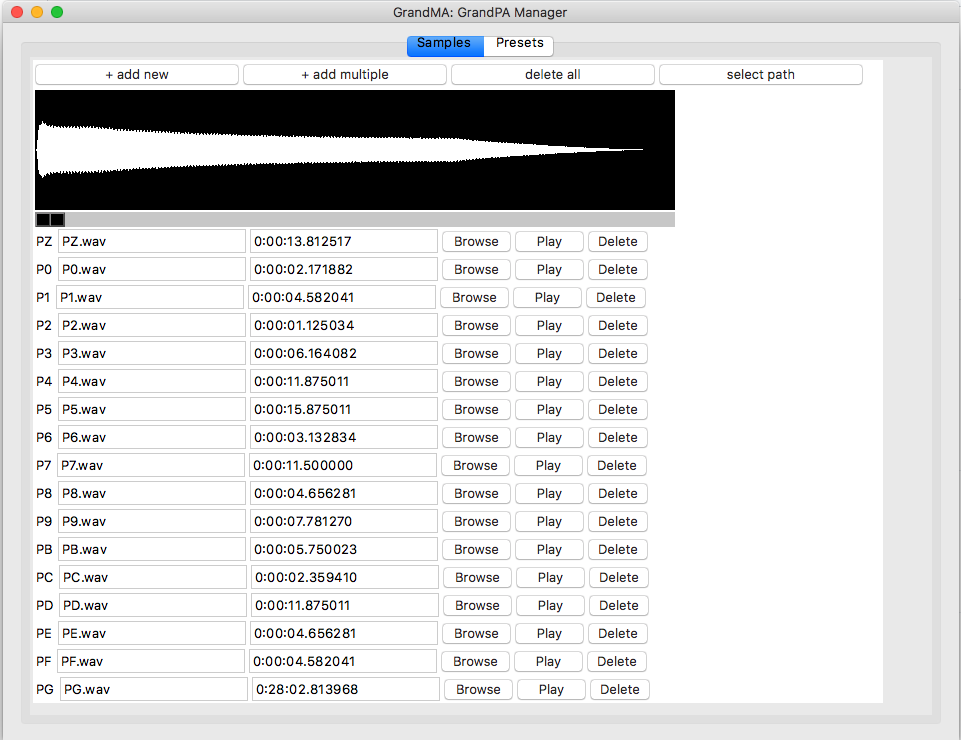 GrandMA: GrandPA Manager
Samples Presets
+ add new + add multiple delete all select path
PZ PZ.wav 0:00:13.812517 Browse Play Delete
P0 P0.wav 0:00:02.171882 Browse Play Delete
P1 P1.wav 0:00:04.582041 Browse Play Delete
P2 P2.wav 0:00:01.125034 Browse Play Delete
P3 P3.wav 0:00:06.164082 Browse Play Delete
P4 P4.wav 0:00:11.875011 Browse Play Delete
P5 P5.wav 0:00:15.875011 Browse Play Delete
P6 P6.wav 0:00:03.132834 Browse Play Delete
P7 P7.wav 0:00:11.500000 Browse Play Delete
P8 P8.wav 0:00:04.656281 Browse Play Delete
P9 P9.wav 0:00:07.781270 Browse Play Delete
PB PB.wav 0:00:05.750023 Browse Play Delete
PC PC.wav 0:00:02.359410 Browse Play Delete
PD PD.wav 0:00:11.875011 Browse Play Delete
PE PE.wav 0:00:04.656281 Browse Play Delete
PF PF.wav 0:00:04.582041 Browse Play Delete
PG PG.wav 0:28:02.813968 Browse Play Delete